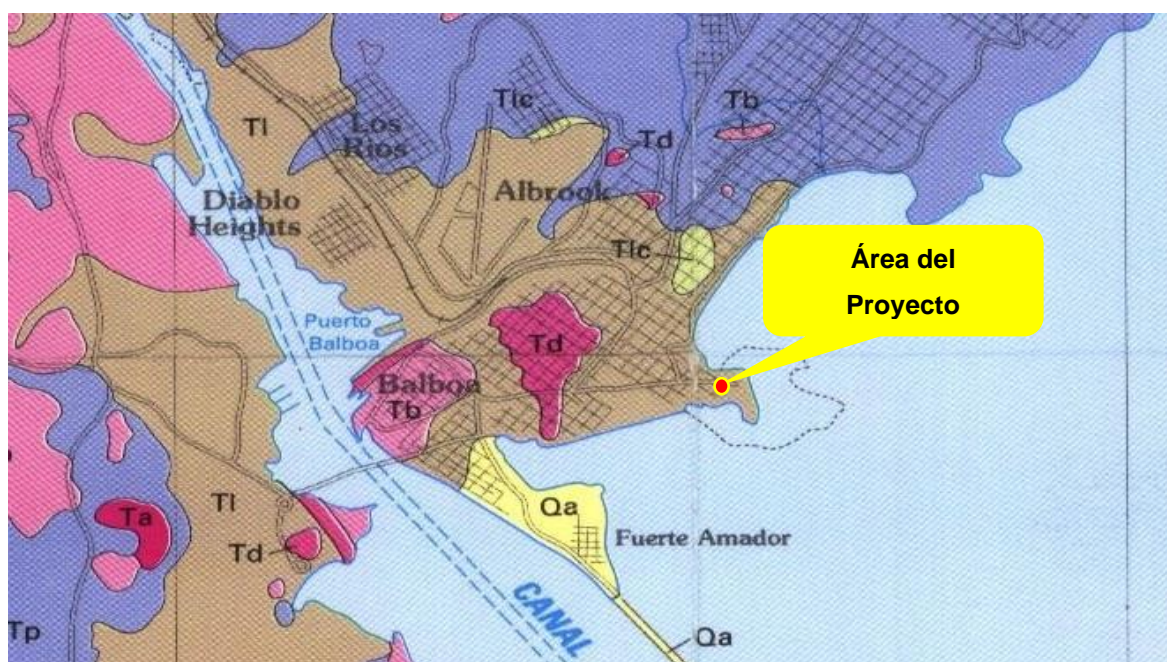 Tlc
Tb
Tl
Los
Rios
Td
Albrook
Diablo
Heights
Tlc
Área del
Proyecto
Puerto
Balboa
Td
Balboa
Tb
Tl
Qa
Ta
Fuerte Amador
Td
CANAL
Tp
Qa